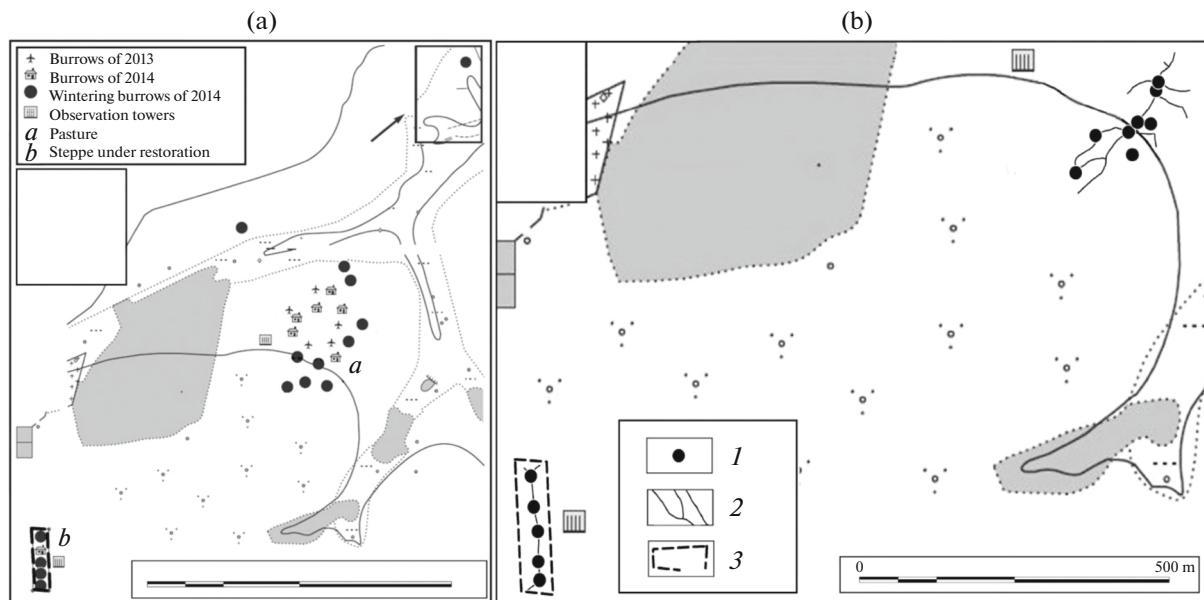 (a)
(b)
Burrows of 2013
Burrows of 2014
Wintering burrows of 2014
Observation towers
a Pasture
b Steppe under restoration
a
b
1
2
3
0 500 m